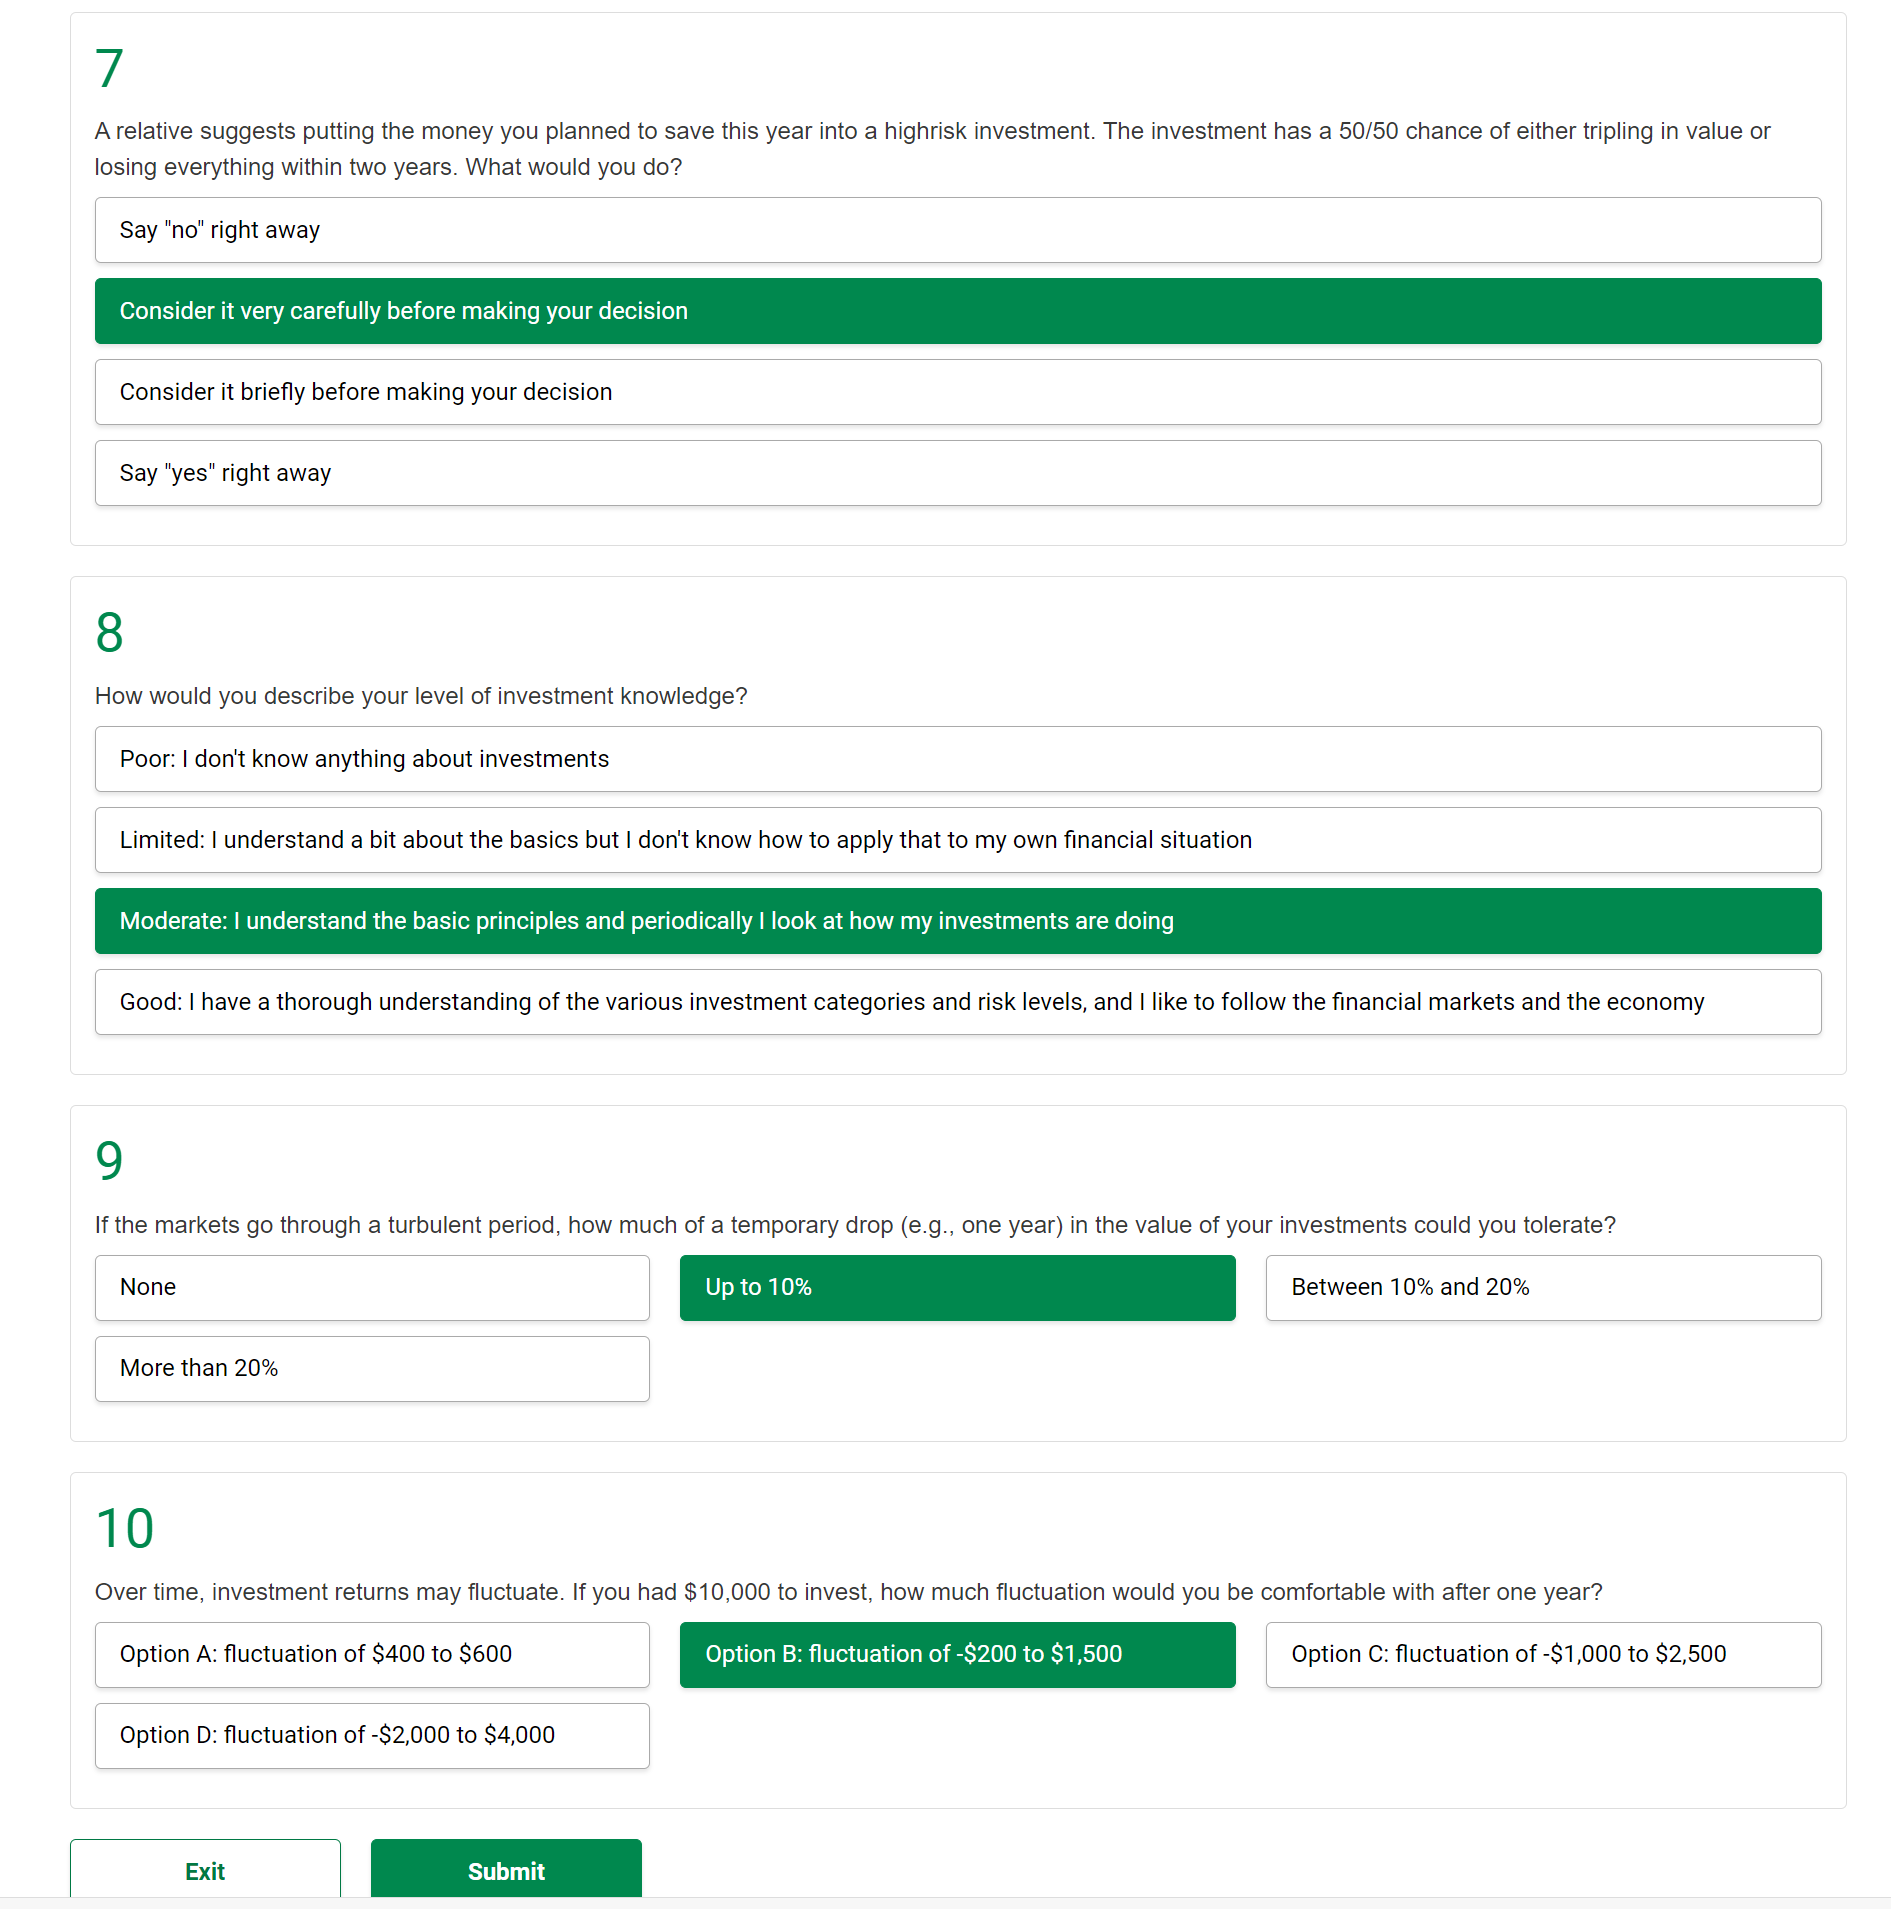 7
A relative suggests putting the money you planned to save this year into a highrisk investment. The investment has a 50/50 chance of either tripling in value or
losing everything within two years. What would you do?
Say "no" right away
Consider it very carefully before making your decision
Consider it briefly before making your decision
Say "yes" right away
8
How would you describe your level of investment knowledge?
Poor: I don't know anything about investments
Limited: I understand a bit about the basics but I don't know how to apply that to my own financial situation
Moderate: I understand the basic principles and periodically I look at how my investments are doing
Good: I have a thorough understanding of the various investment categories and risk levels, and I like to follow the financial markets and the economy
9
If the markets go through a turbulent period, how much of a temporary drop (e.g., one year) in the value of your investments could you tolerate?
None
Up to 10%
Between 10% and 20%
More than 20%
10
Over time, investment returns may fluctuate. If you had $10,000 to invest, how much fluctuation would you be comfortable with after one year?
Option A: fluctuation of $400 to $600
Option B: fluctuation of -$200 to $1,500
Option C: fluctuation of -$1,000 to $2,500
Option D: fluctuation of -$2,000 to $4,000
Exit
Submit